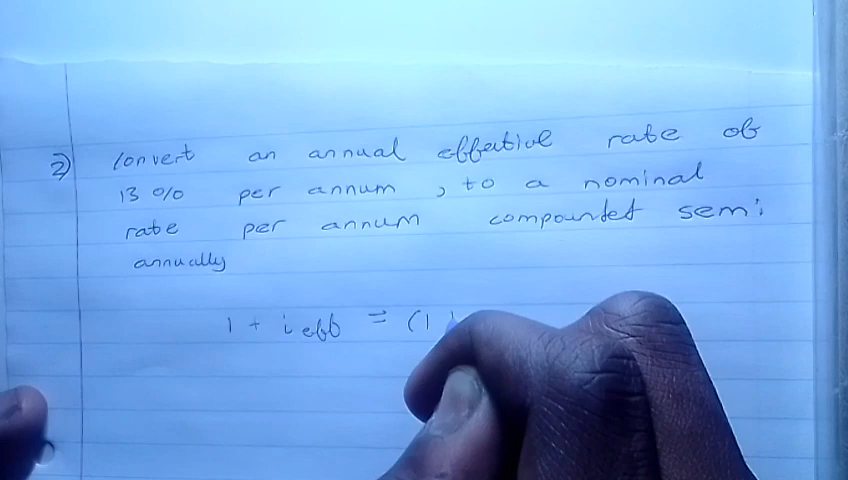 2) Convert an annual effective rate of
13 % per annum, to a nominal
rate per annum compounded semi
annually
1 + i eff = (1